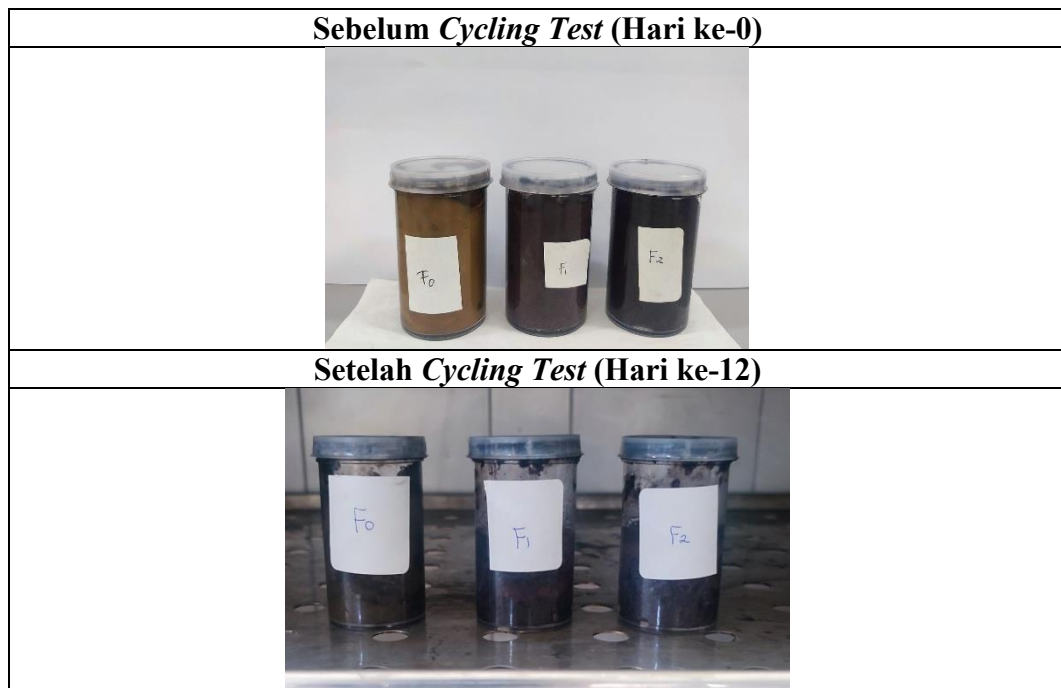 Sebelum Cycling Test (Hari ke-0)
F0
F1
F2
Setelah Cycling Test (Hari ke-12)
F0
F1
F2